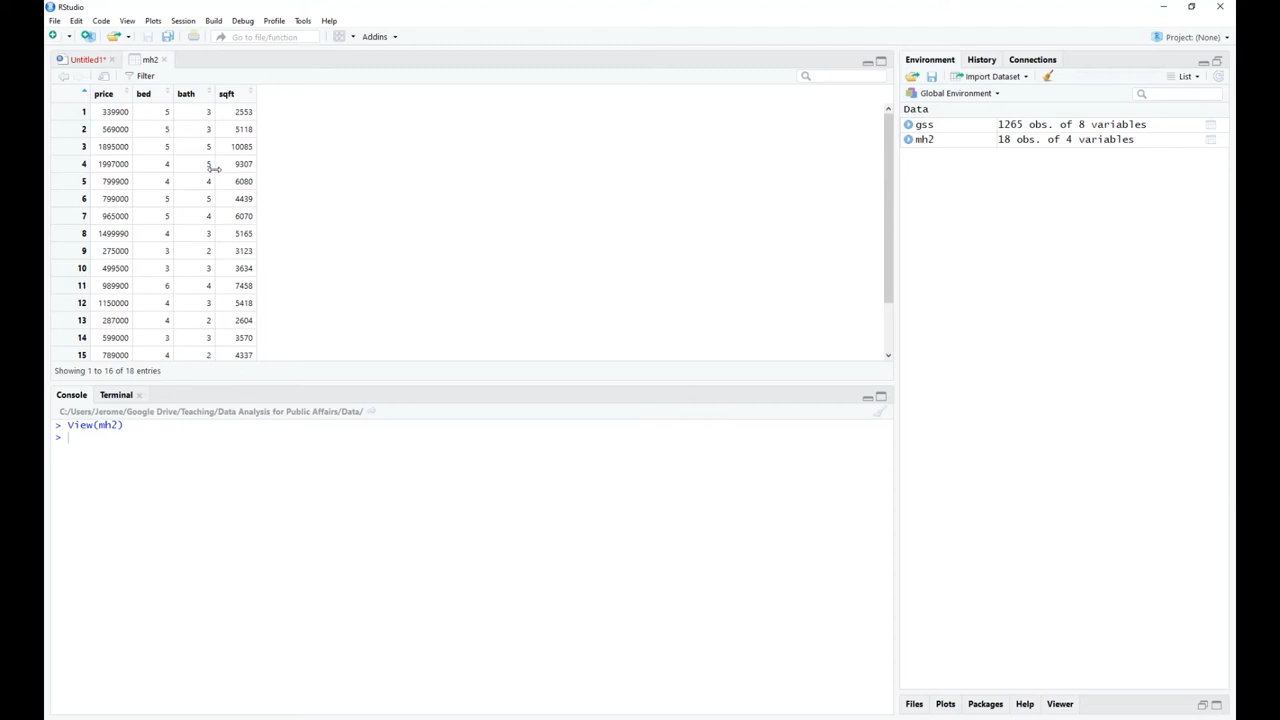 RStudio
File Edit Code View Plots Session Build Debug Profile Tools Help
Go to file/function Addins Project: (None)
Untitled1* mh2
Filter
price bed bath sqft
1 339900 5 3 2553
2 569000 5 3 5118
3 1895000 5 5 10085
4 1997000 4 5 9307
5 799900 4 4 6080
6 799000 5 5 4439
7 965000 5 4 6070
8 1499990 4 3 5165
9 275000 3 2 3123
10 499500 3 3 3634
11 989900 6 4 7458
12 1150000 4 3 5418
13 287000 4 2 2604
14 599000 3 3 3570
15 789000 4 2 4337
Showing 1 to 16 of 18 entries
Console Terminal
C:/Users/Jerome/Google Drive/Teaching/Data Analysis for Public Affairs/Data/
> View(mh2)
>
Environment History Connections
Import Dataset List
Global Environment
Data
gss 1265 obs. of 8 variables
mh2 18 obs. of 4 variables
Files Plots Packages Help Viewer